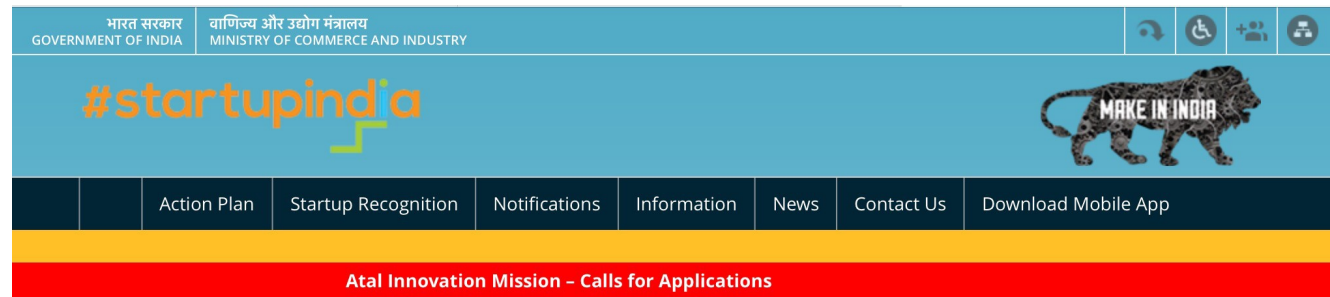 भारत सरकार
GOVERNMENT OF INDIA
वाणिज्य और उद्योग मंत्रालय
MINISTRY OF COMMERCE AND INDUSTRY
#startupindia
MAKE IN INDIA
Action Plan
Startup Recognition
Notifications
Information
News
Contact Us
Download Mobile App
Atal Innovation Mission – Calls for Applications